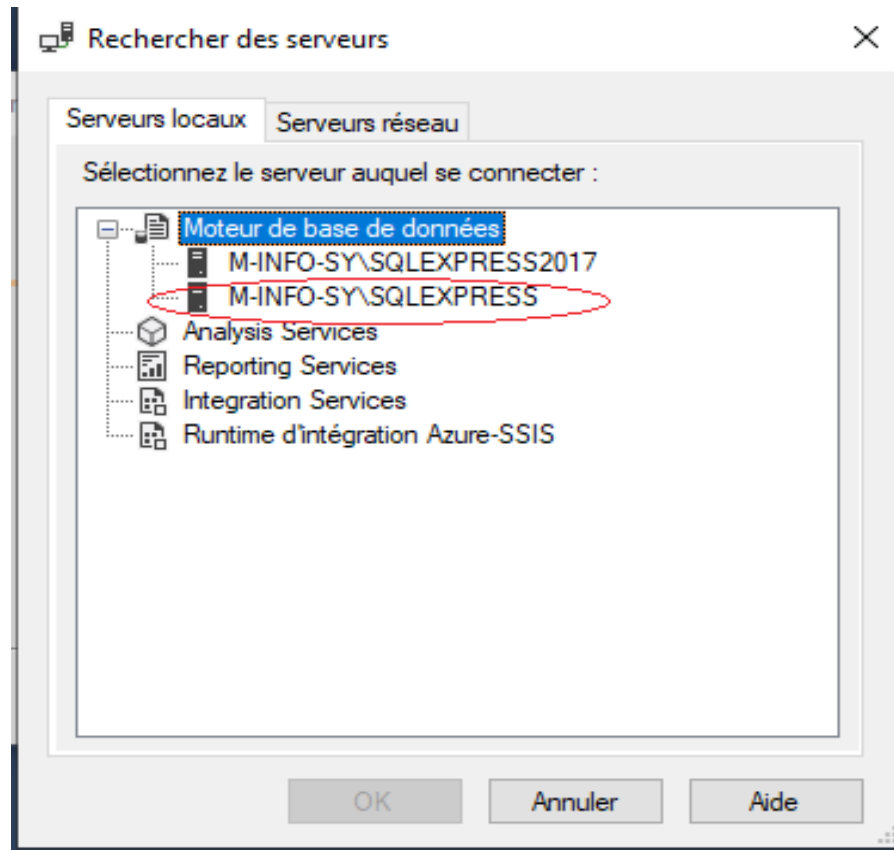 Rechercher des serveurs
Serveurs locaux Serveurs réseau
Sélectionnez le serveur auquel se connecter :
Moteur de base de données
M-INFO-SY\SQLEXPRESS2017
M-INFO-SY\SQLEXPRESS
Analysis Services
Reporting Services
Integration Services
Runtime d'intégration Azure-SSIS
OK Annuler Aide